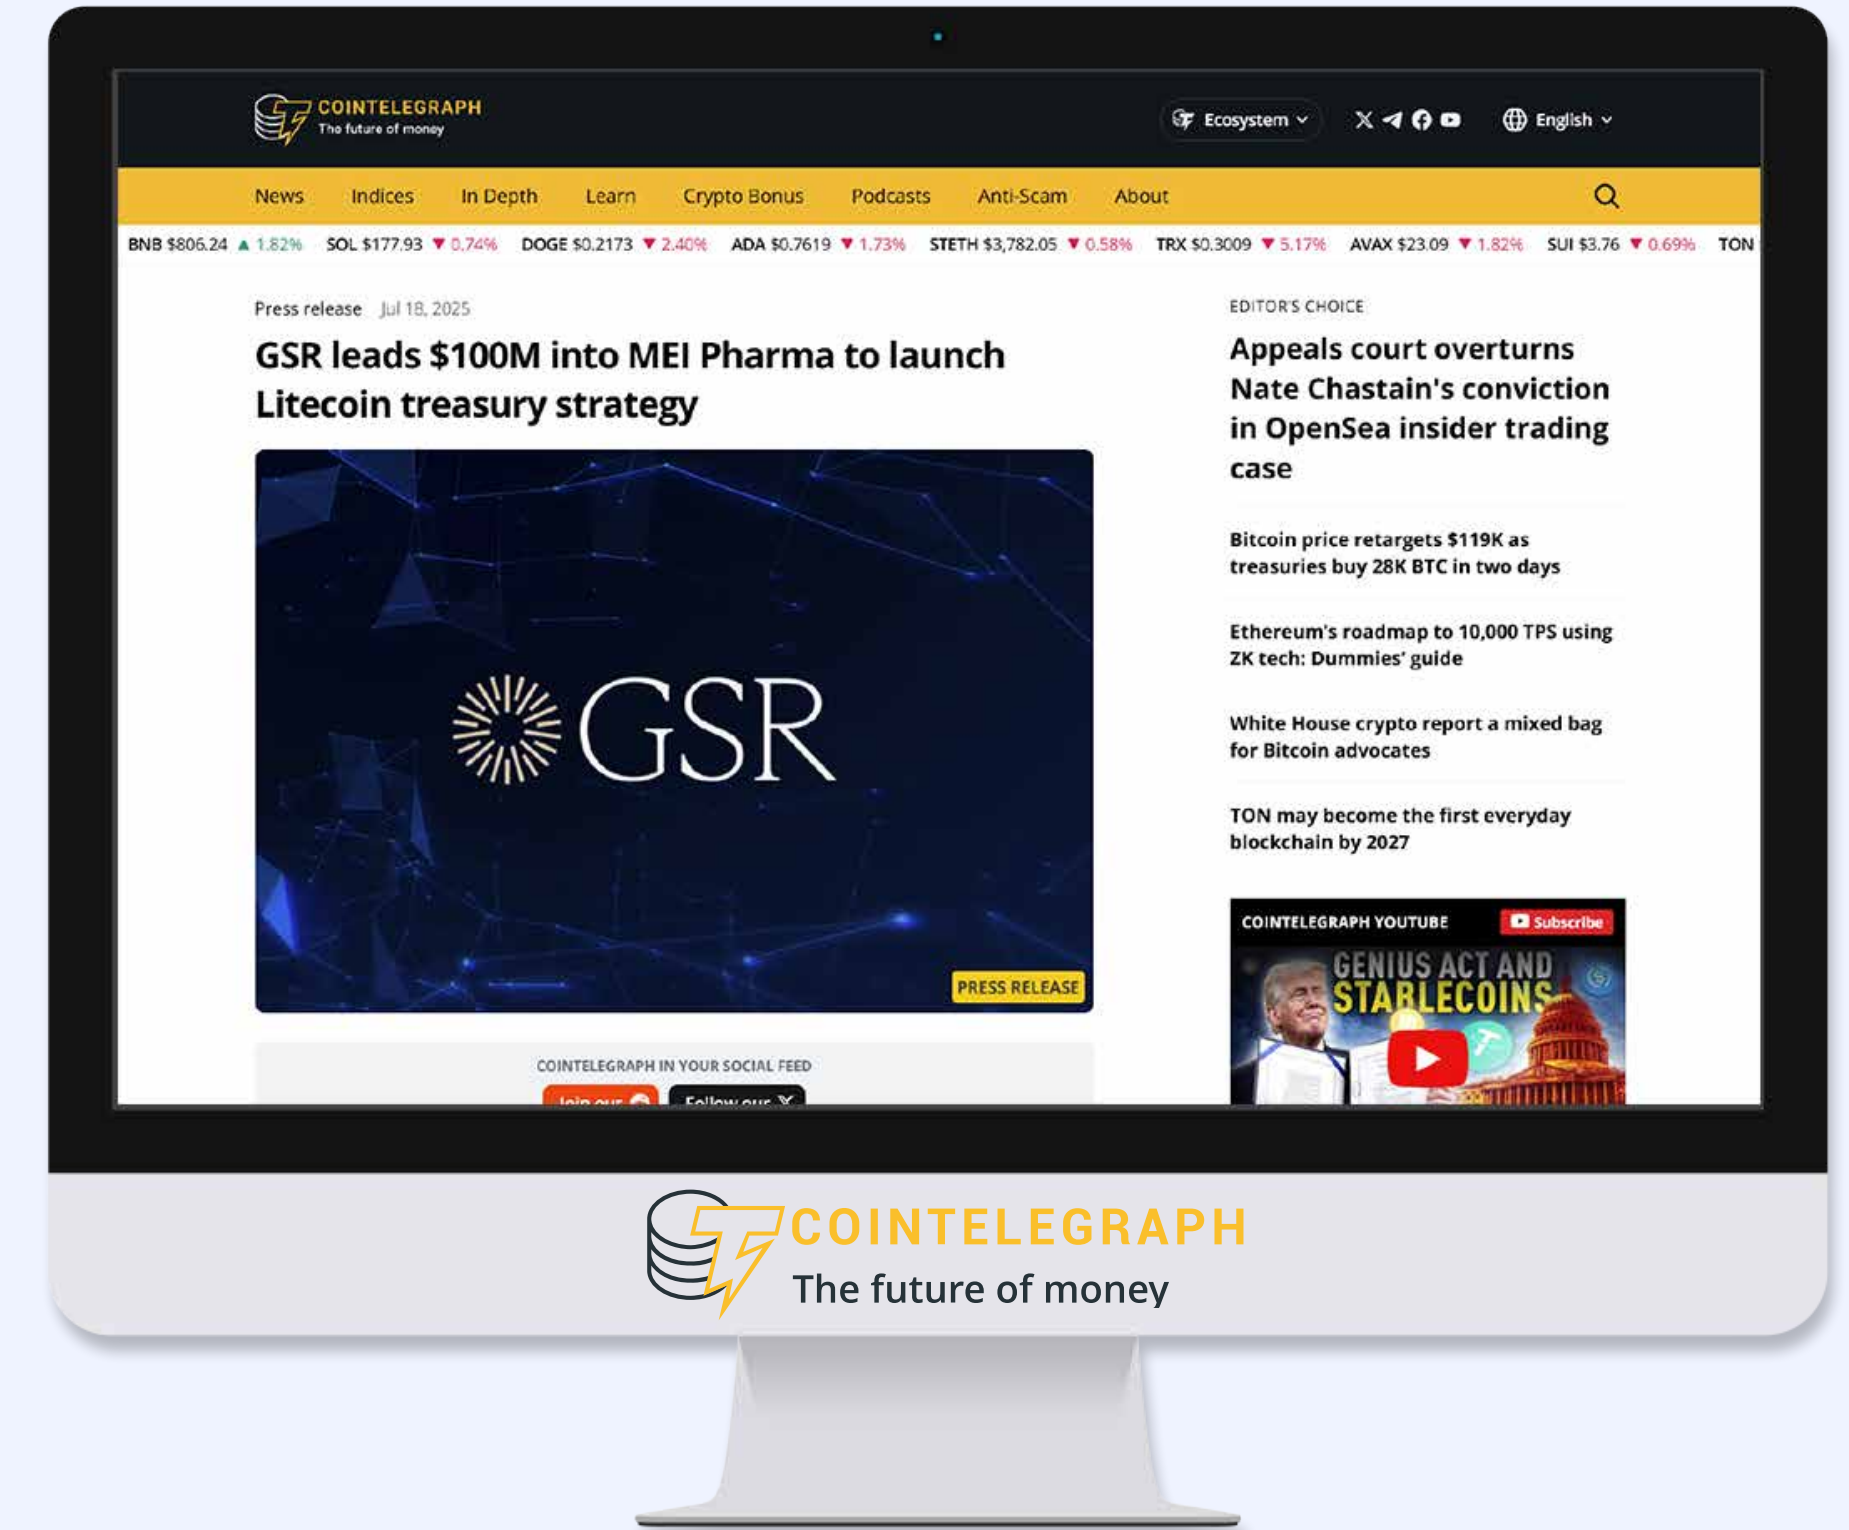 COINTELEGRAPH
The future of money
Ecosystem
English
News Indices In Depth Learn Crypto Bonus Podcasts Anti-Scam About
BNB $806.24 ▲ 1.82% SOL $177.93 ▼ 0.74% DOGE $0.2173 ▼ 2.40% ADA $0.7619 ▼ 1.73% STETH $3,782.05 ▼ 0.58% TRX $0.3009 ▼ 5.17% AVAX $23.09 ▼ 1.82% SUI $3.76 ▼ 0.69% TON
Press release Jul 18, 2025
GSR leads $100M into MEI Pharma to launch
Litecoin treasury strategy
GSR
PRESS RELEASE
COINTELEGRAPH IN YOUR SOCIAL FEED
Join our
Follow our
EDITOR'S CHOICE
Appeals court overturns
Nate Chastain's conviction
in OpenSea insider trading
case
Bitcoin price retargets $119K as
treasuries buy 28K BTC in two days
Ethereum's roadmap to 10,000 TPS using
ZK tech: Dummies' guide
White House crypto report a mixed bag
for Bitcoin advocates
TON may become the first everyday
blockchain by 2027
COINTELEGRAPH YOUTUBE
Subscribe
GENIUS ACT AND
STABLECOINS
COINTELEGRAPH
The future of money